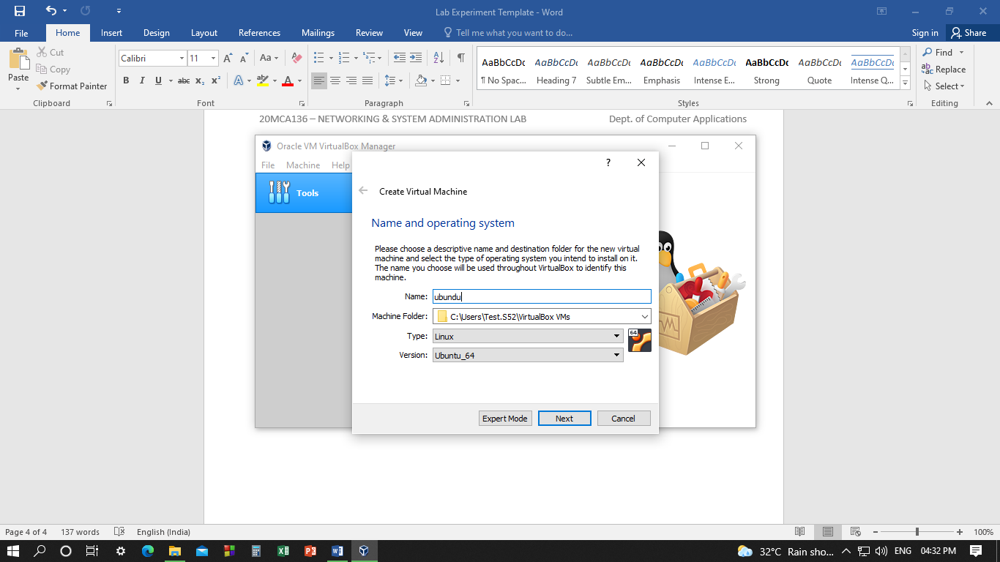 Lab Experiment Template - Word
File Home Insert Design Layout References Mailings Review View Tell me what you want to do... Sign in Share
Paste
Cut
Copy
Format Painter
Clipboard
Calibri 11
Aa
B I U abc x₂ x² A ab A
Font
Paragraph
AaBbCcDc AaBbCcDc AaBbCcDc AaBbCcDc AaBbCcDc AaBbCcDc AaBbCcDc AaBbCcDc
¶ No Spac... Heading 7 Subtle Em... Emphasis Intense E... Strong Quote Intense Q...
Styles
Find
Replace
Select
Editing
20MCA136 – NETWORKING & SYSTEM ADMINISTRATION LAB Dept. of Computer Applications
Oracle VM VirtualBox Manager
File Machine Help
Tools
?
Create Virtual Machine
Name and operating system
Please choose a descriptive name and destination folder for the new virtual
machine and select the type of operating system you intend to install on it.
The name you choose will be used throughout VirtualBox to identify this
machine.
Name: ubundu
Machine Folder: C:\Users\Test.S52\VirtualBox VMs
Type: Linux
64
Version: Ubuntu_64
Expert Mode Next Cancel
Page 4 of 4 137 words English (India) 100%
32°C Rain sho... ENG 04:32 PM